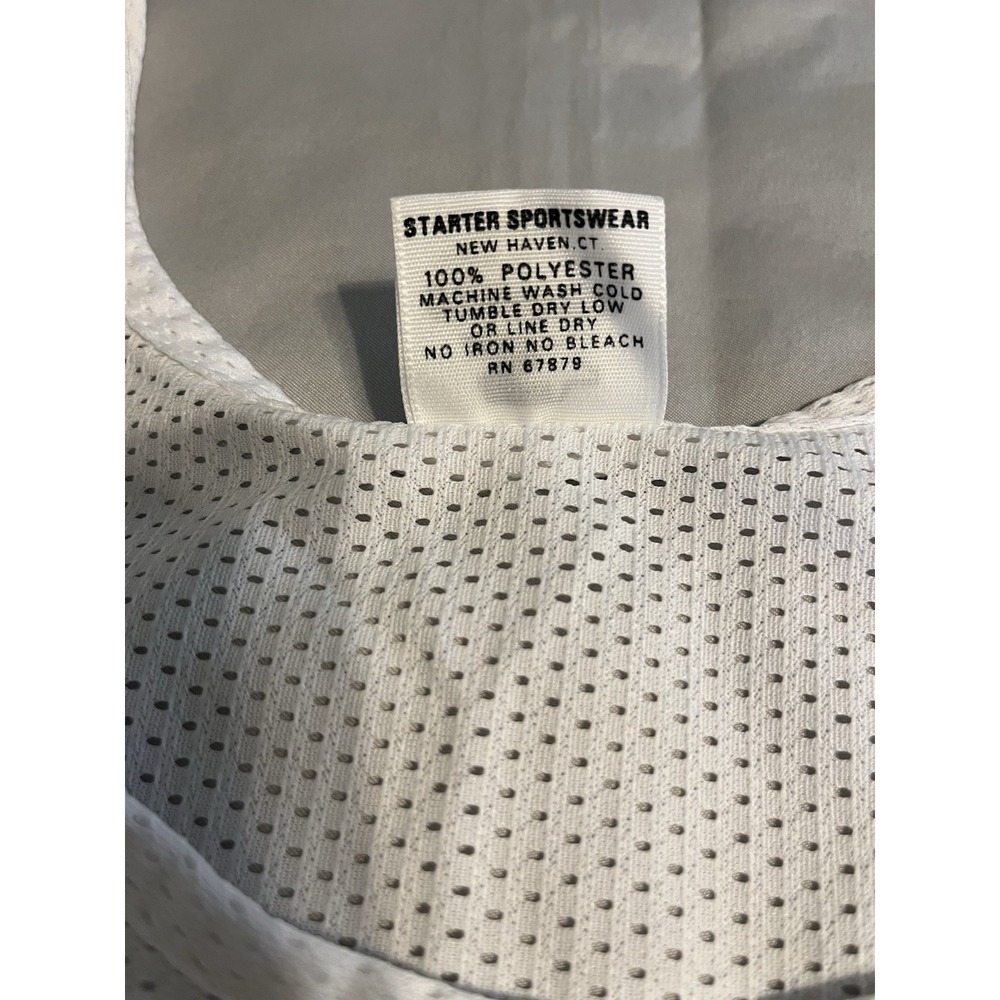 STARTER SPORTSWEAR
NEW HAVEN, CT.
100% POLYESTER
MACHINE WASH COLD
TUMBLE DRY LOW
OR LINE DRY
NO IRON NO BLEACH
RN 67879